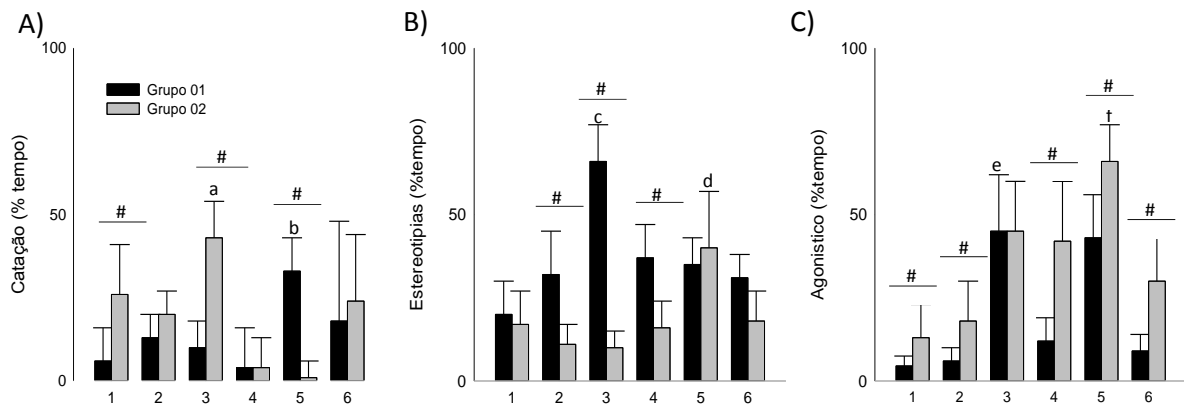 A)
100
50
0
Catação (% tempo)
Grupo 01
Grupo 02
#
#
a
#
b
1 2 3 4 5 6
B)
100
50
0
Estereotipias (%tempo)
#
#
c
#
d
1 2 3 4 5 6
C)
100
50
0
Agonistico (%tempo)
#
#
e
#
#
†
#
1 2 3 4 5 6